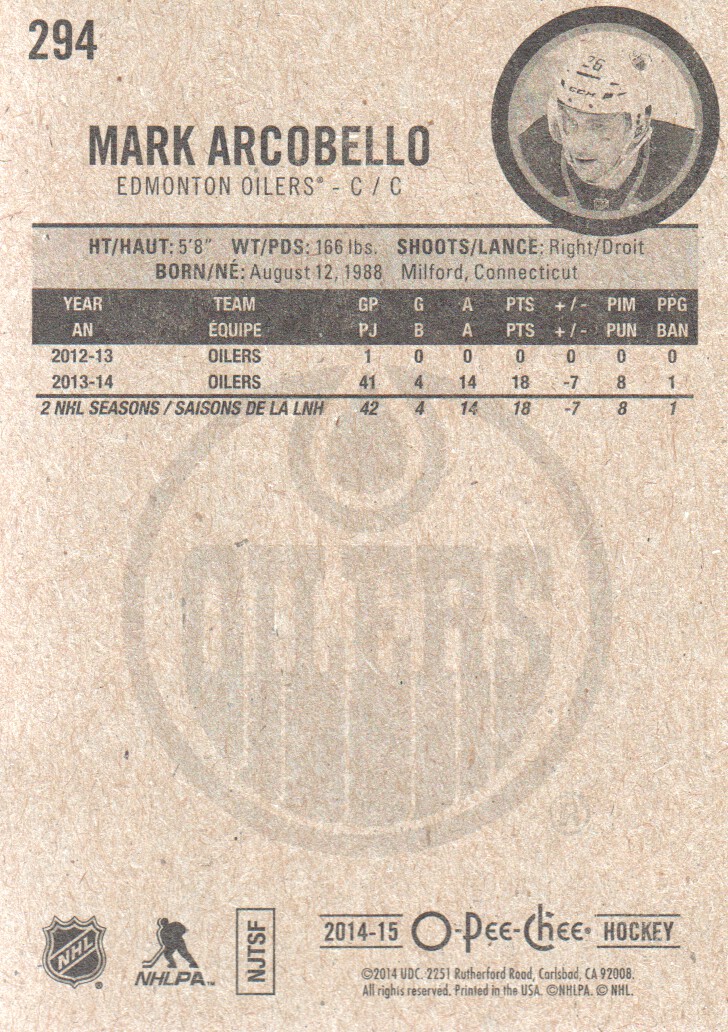 294
26
MARK ARCOBELLO
EDMONTON OILERS® - C / C
HT/HAUT: 5'8" WT/PDS: 166 lbs. SHOOTS/LANCE: Right/Droit
BORN/NÉ: August 12, 1988 Milford, Connecticut
YEAR TEAM GP G A PTS + / - PIM PPG
AN ÉQUIPE PJ B A PTS + / - PUN BAN
2012-13 OILERS 1 0 0 0 0 0 0
2013-14 OILERS 41 4 14 18 -7 8 1
2 NHL SEASONS / SAISONS DE LA LNH 42 4 14 18 -7 8 1
OILERS
NHL ®
NHLPA™
NJTSF
2014-15 O-Pee-Chee® HOCKEY
©2014 UDC. 2251 Rutherford Road, Carlsbad, CA 92008.
All rights reserved. Printed in the USA. ©NHLPA. © NHL.